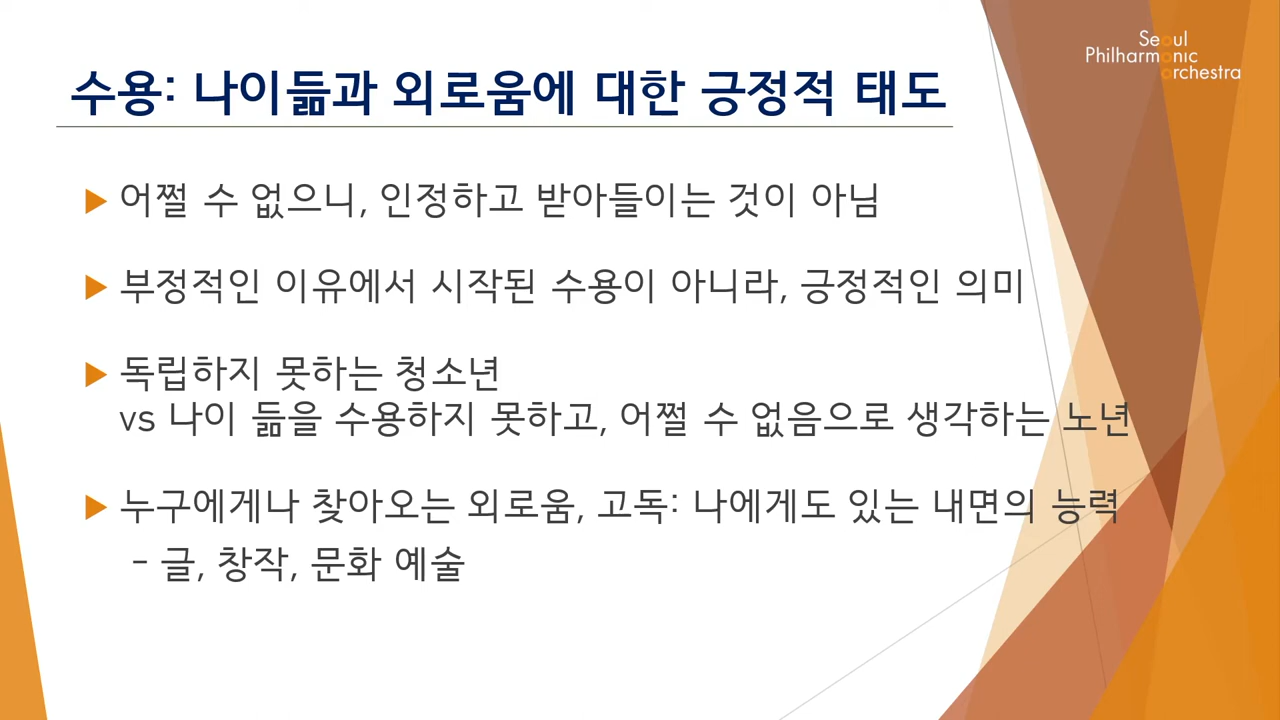 Seoul
Philharmonic
orchestra
수용: 나이듦과 외로움에 대한 긍정적 태도
어쩔 수 없으니, 인정하고 받아들이는 것이 아님
부정적인 이유에서 시작된 수용이 아니라, 긍정적인 의미
독립하지 못하는 청소년
vs 나이 듦을 수용하지 못하고, 어쩔 수 없음으로 생각하는 노년
누구에게나 찾아오는 외로움, 고독: 나에게도 있는 내면의 능력
- 글, 창작, 문화 예술